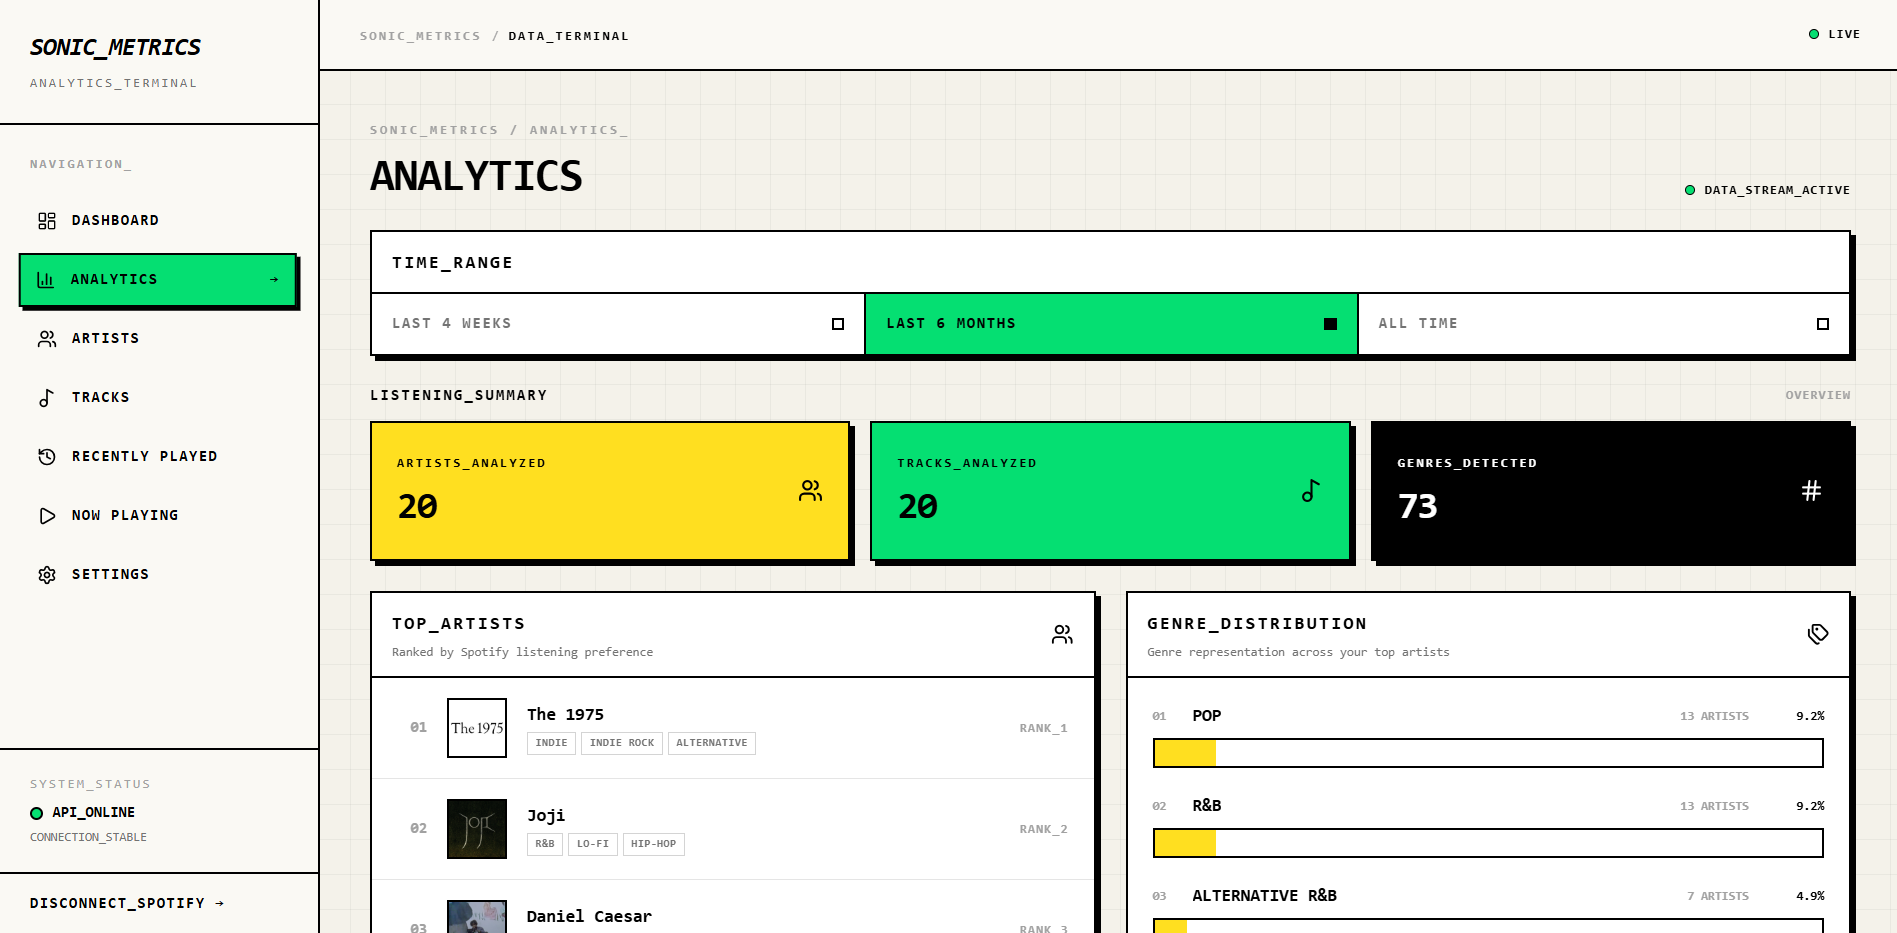 SONIC_METRICS
ANALYTICS_TERMINAL
NAVIGATION_
DASHBOARD
ANALYTICS →
ARTISTS
TRACKS
RECENTLY PLAYED
NOW PLAYING
SETTINGS
SYSTEM_STATUS
API_ONLINE
CONNECTION_STABLE
DISCONNECT_SPOTIFY →
SONIC_METRICS / DATA_TERMINAL
LIVE
SONIC_METRICS / ANALYTICS_
ANALYTICS
DATA_STREAM_ACTIVE
TIME_RANGE
LAST 4 WEEKS
LAST 6 MONTHS
ALL TIME
LISTENING_SUMMARY
OVERVIEW
ARTISTS_ANALYZED
20
TRACKS_ANALYZED
20
GENRES_DETECTED
73
#
TOP_ARTISTS
Ranked by Spotify listening preference
01
The 1975
The 1975
INDIE
INDIE ROCK
ALTERNATIVE
RANK_1
02
Joji
Joji
R&B
LO-FI
HIP-HOP
RANK_2
03
Daniel Caesar
RANK_3
GENRE_DISTRIBUTION
Genre representation across your top artists
01 POP 13 ARTISTS 9.2%
02 R&B 13 ARTISTS 9.2%
03 ALTERNATIVE R&B 7 ARTISTS 4.9%